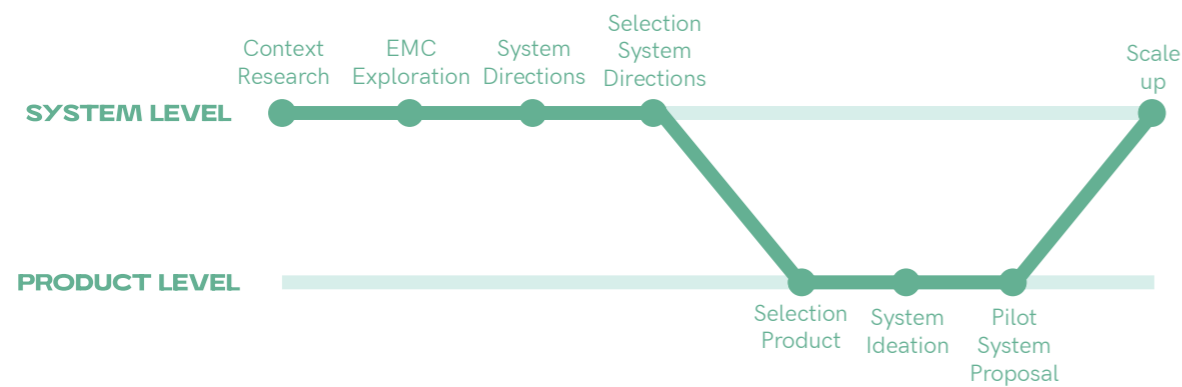 Context
Research
EMC
Exploration
System
Directions
Selection
System
Directions
Scale
up
SYSTEM LEVEL
PRODUCT LEVEL
Selection
Product
System
Ideation
Pilot
System
Proposal